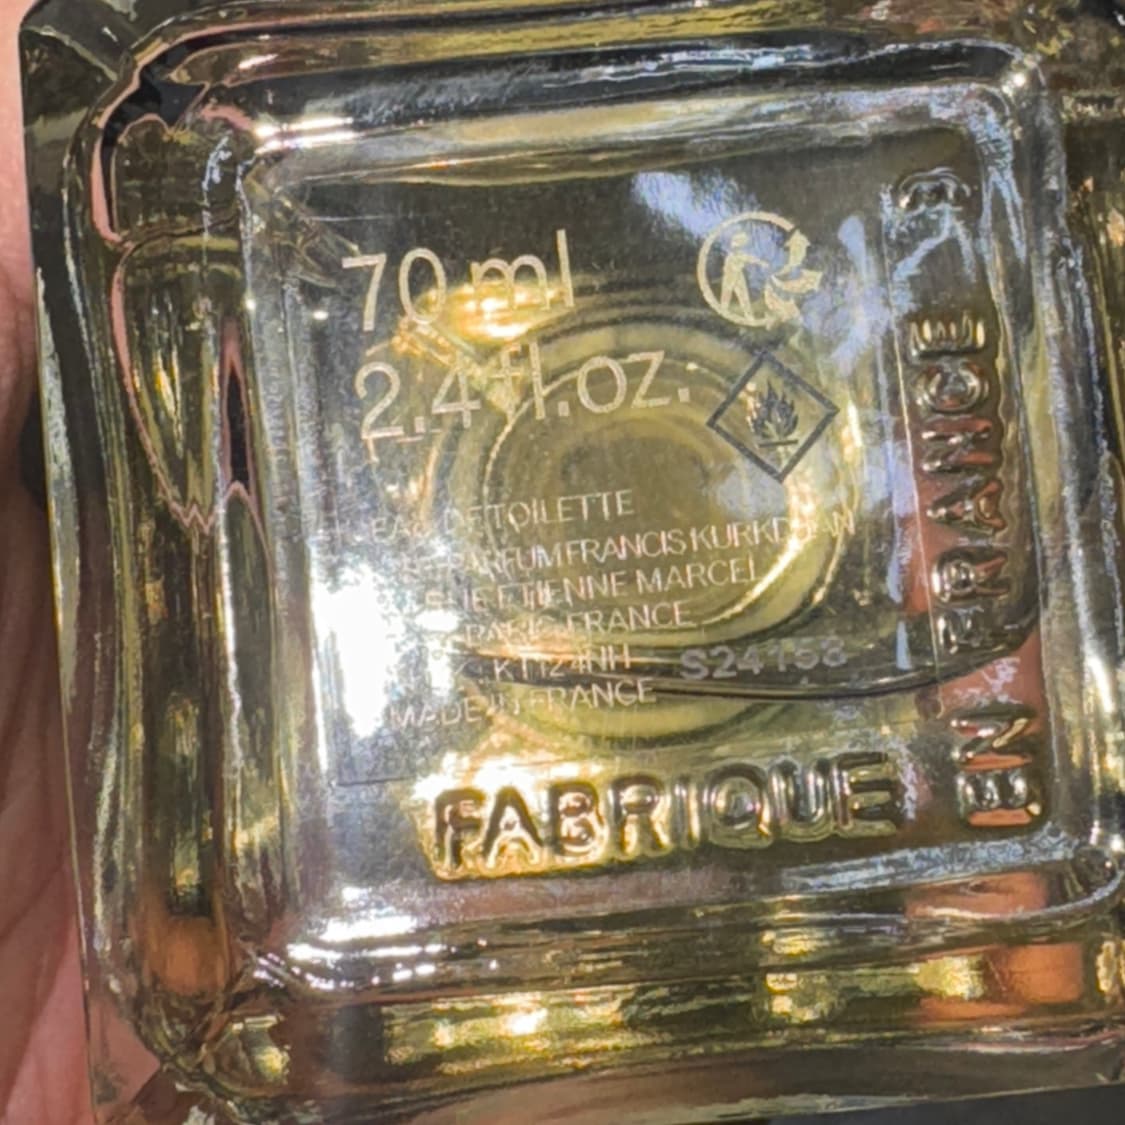 70 ml
2.4 fl.oz.
EAU DE TOILETTE
PARFUM FRANCIS KURKDJIAN
ETIENNE MARCEL
PARIS FRANCE
S24158
MADE IN FRANCE
FABRIQUE
EN FRANCE